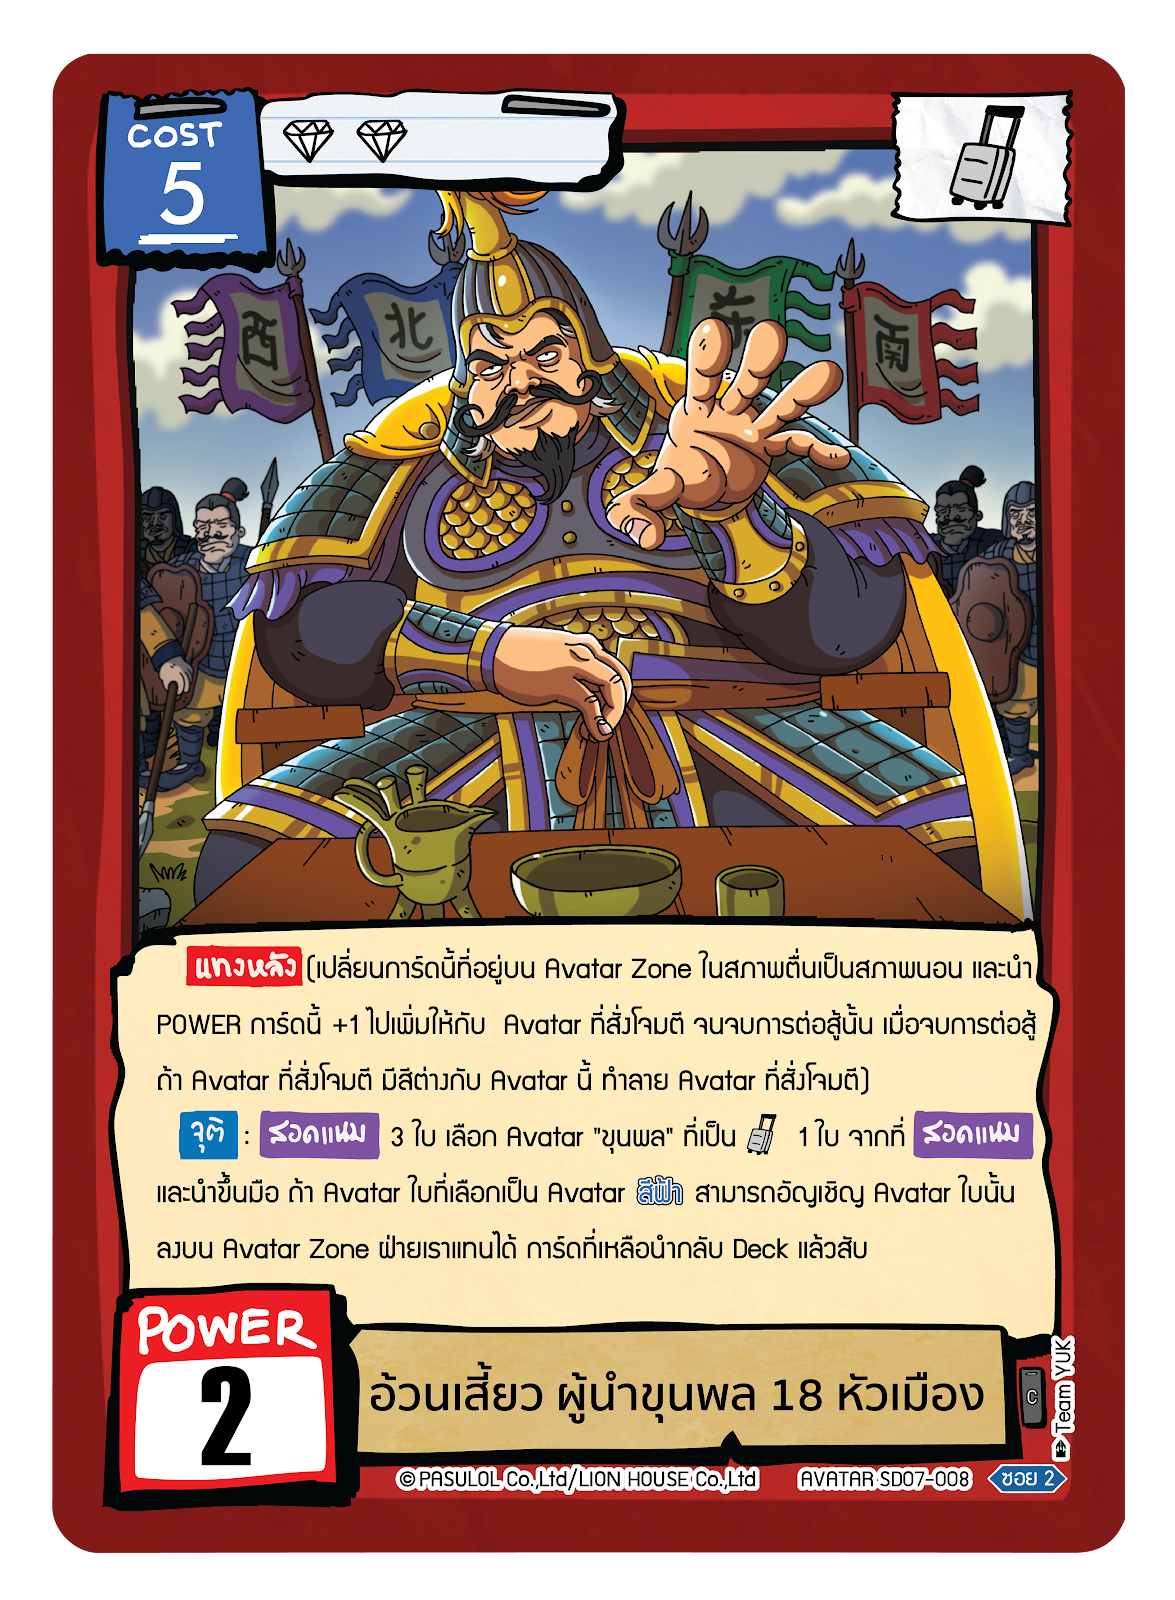 COST
5
西
北
東
南
แทงหลัง (เปลี่ยนการ์ดนี้ที่อยู่บน Avatar Zone ในสภาพตื่นเป็นสภาพนอน และนำ
POWER การ์ดนี้ +1 ไปเพิ่มให้กับ Avatar ที่สั่งโจมตี จนจบการต่อสู้นั้น เมื่อจบการต่อสู้
ถ้า Avatar ที่สั่งโจมตี มีสีต่างกับ Avatar นี้ ทำลาย Avatar ที่สั่งโจมตี)
จุติ : สอดแนม 3 ใบ เลือก Avatar "ขุนพล" ที่เป็น 1 ใบ จากที่ สอดแนม
และนำขึ้นมือ ถ้า Avatar ใบที่เลือกเป็น Avatar สีฟ้า สามารถอัญเชิญ Avatar ใบนั้น
ลงบน Avatar Zone ฝ่ายเราแทนได้ การ์ดที่เหลือนำกลับ Deck แล้วสับ
POWER
2
อ้วนเสี้ยว ผู้นำขุนพล 18 หัวเมือง
C
Team YUK
© PASULOL Co.,Ltd/LION HOUSE Co.,Ltd
AVATAR SD07-008
ซอย 2